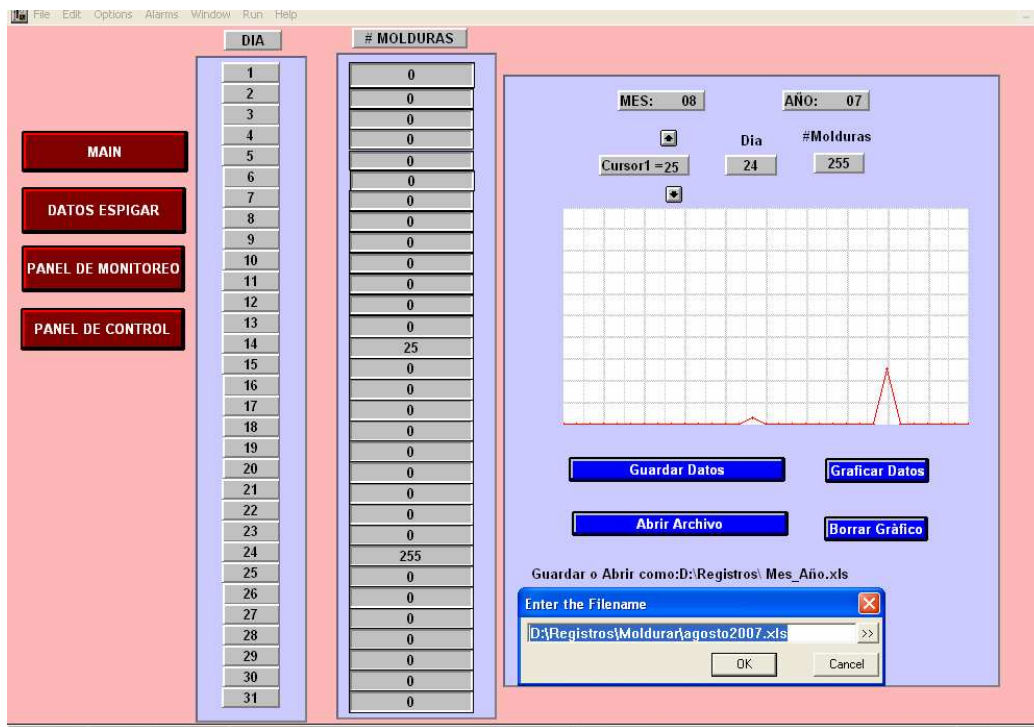 File Edit Options Alarms Window Run Help
DIA # MOLDURAS
1 0
2 0
3 0
4 0
5 0
6 0
7 0
8 0
9 0
10 0
11 0
12 0
13 0
14 25
15 0
16 0
17 0
18 0
19 0
20 0
21 0
22 0
23 0
24 255
25 0
26 0
27 0
28 0
29 0
30 0
31 0
MAIN
DATOS ESPIGAR
PANEL DE MONITOREO
PANEL DE CONTROL
MES: 08 AÑO: 07
Dia #Molduras
Cursor1 =25 24 255
Guardar Datos Graficar Datos
Abrir Archivo Borrar Gràfico
Guardar o Abrir como:D:\Registros\ Mes_Año.xls
Enter the Filename
D:\Registros\Moldurar\agosto2007.xls >>
OK Cancel